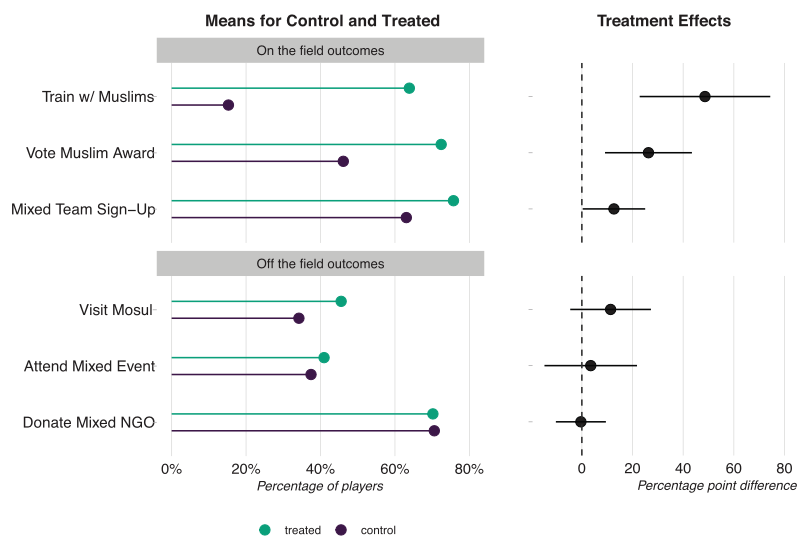 Means for Control and Treated
Treatment Effects
On the field outcomes
Train w/ Muslims
Vote Muslim Award
Mixed Team Sign−Up
Off the field outcomes
Visit Mosul
Attend Mixed Event
Donate Mixed NGO
0% 20% 40% 60% 80%
Percentage of players
0 20 40 60 80
Percentage point difference
treated control